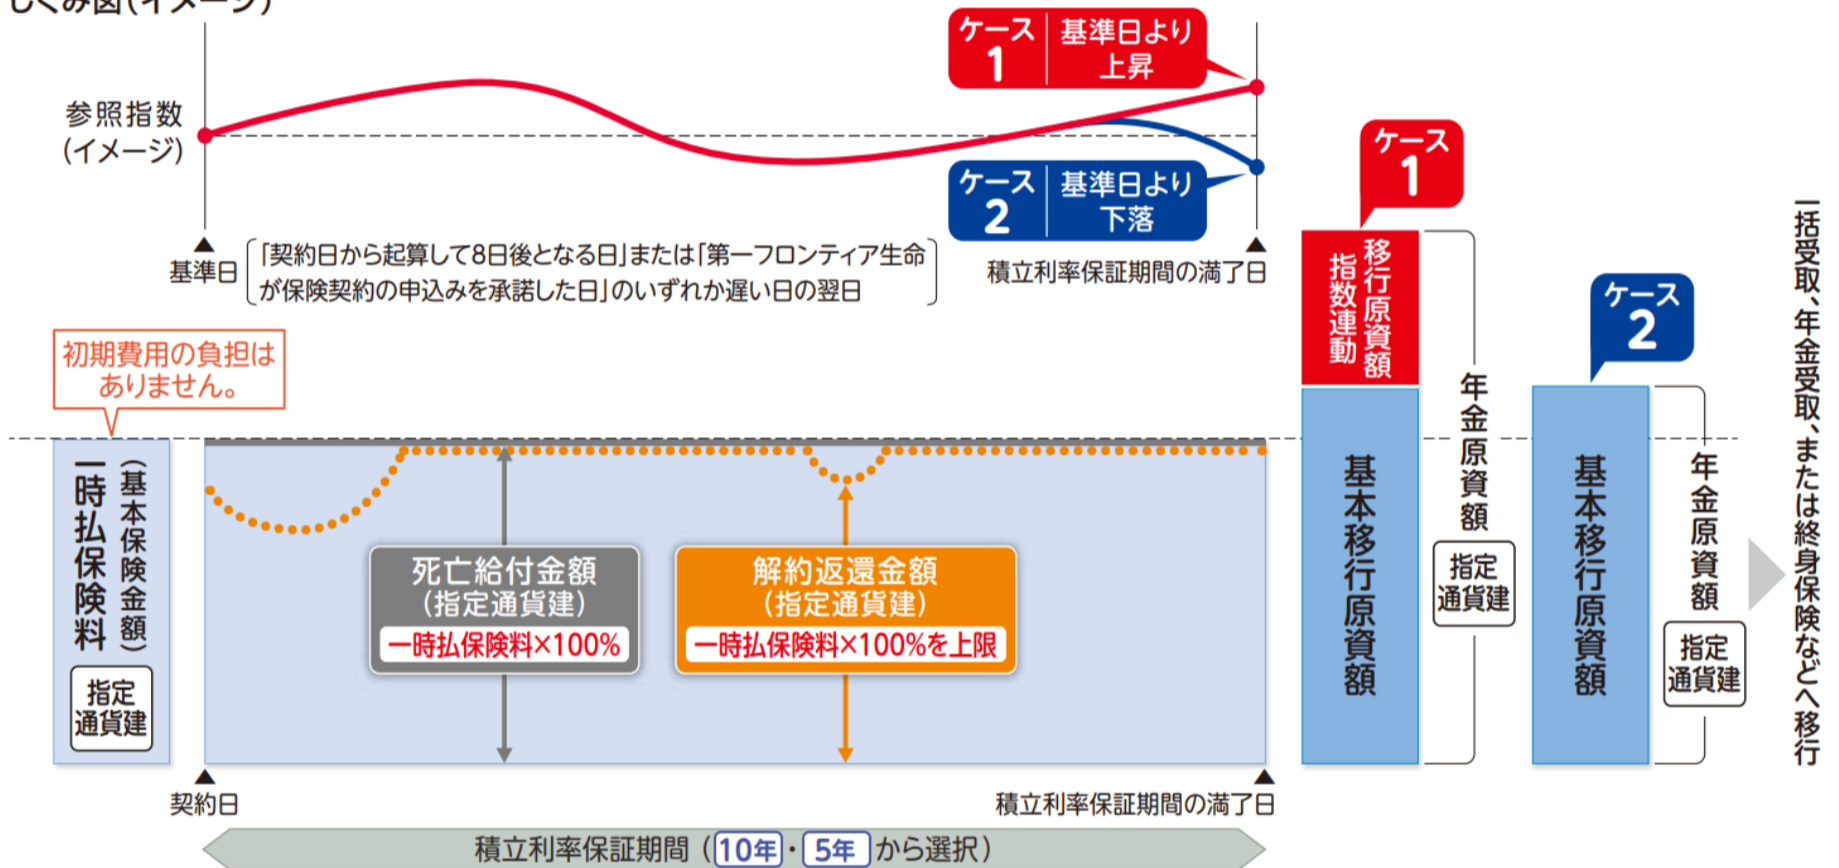 しくみ図(イメージ)
ケース
1
基準日より
上昇
参照指数
(イメージ)
ケース
2
基準日より
下落
基準日
「契約日から起算して8日後となる日」または「第一フロンティア生命
が保険契約の申込みを承諾した日」のいずれか遅い日の翌日
積立利率保証期間の満了日
初期費用の負担は
ありません。
一時払保険料
(基本保険金額)
指定
通貨建
死亡給付金額
(指定通貨建)
一時払保険料×100%
解約返還金額
(指定通貨建)
一時払保険料×100%を上限
契約日
積立利率保証期間の満了日
積立利率保証期間(10年・5年から選択)
ケース
1
指数連動
移行原資額
基本移行原資額
年金原資額
指定
通貨建
ケース
2
基本移行原資額
年金原資額
指定
通貨建
一括受取、年金受取、または終身保険などへ移行